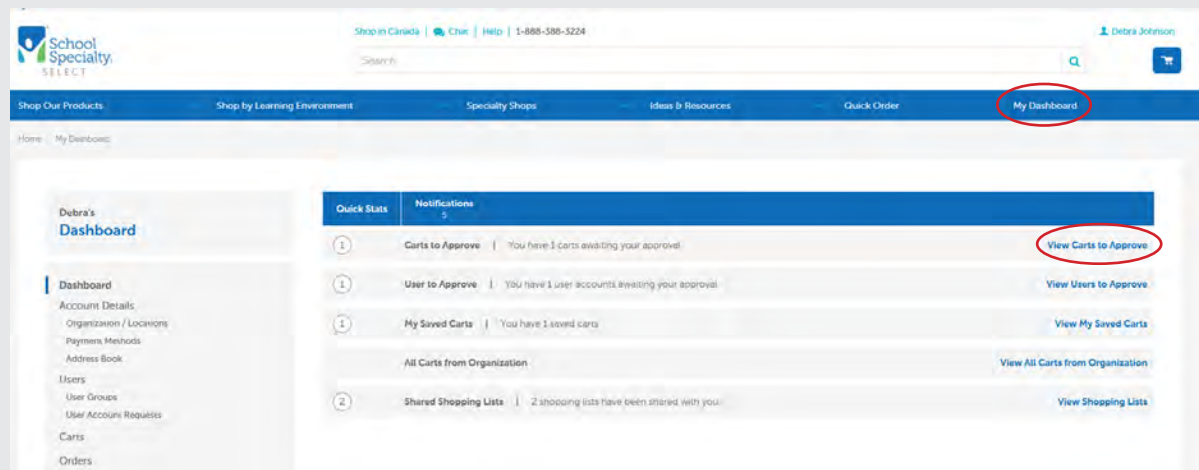 School
Specialty.
SELECT
Shop in Canada | Chat | Help | 1-888-388-3224
Debra Johnson
Search
Shop Our Products Shop by Learning Environment Specialty Shops Ideas & Resources Quick Order My Dashboard
Home My Dashboard
Debra's
Dashboard
Dashboard
Account Details
Organization / Locations
Payment Methods
Address Book
Users
User Groups
User Account Requests
Carts
Orders
Quick Stats Notifications
5
1 Carts to Approve | You have 1 carts awaiting your approval View Carts to Approve
1 User to Approve | You have 1 user accounts awaiting your approval View Users to Approve
1 My Saved Carts | You have 1 saved carts View My Saved Carts
All Carts from Organization View All Carts from Organization
2 Shared Shopping Lists | 2 shopping lists have been shared with you. View Shopping Lists